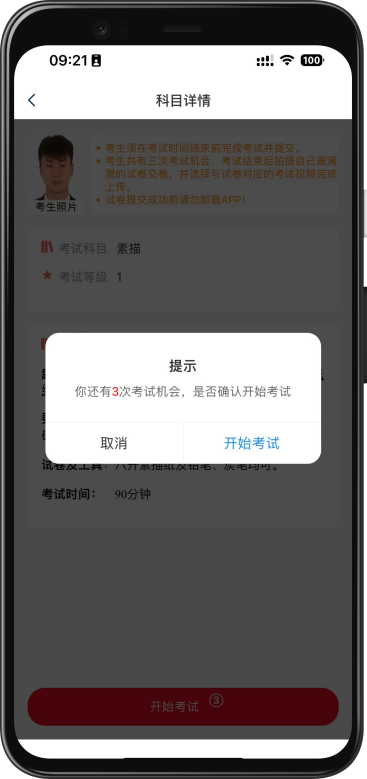 09:21
100
科目详情
• 考生须在考试时间结束前完成考试并提交。
• 考生共有三次考试机会，考试结束后拍摄自己最满
意的试卷交卷，并选择与试卷对应的考试视频完成
上传。
• 试卷提交成功前请勿卸载APP！
考生照片
考试科目 素描
考试等级 1
提示
你还有3次考试机会，是否确认开始考试
取消 开始考试
试卷及工具：八开素描纸及铅笔、炭笔均可。
考试时间： 90分钟
开始考试 3